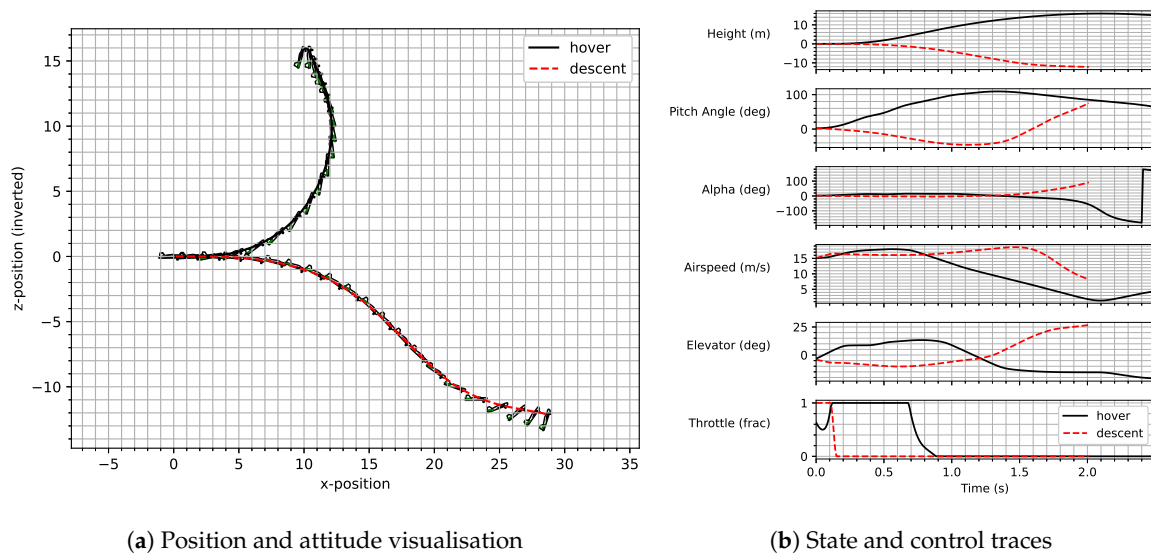 15
10
5
0
−5
−10
−5 0 5 10 15 20 25 30 35
x-position
z-position (inverted)
hover
descent
Height (m)
10
0
−10
Pitch Angle (deg)
100
0
Alpha (deg)
100
0
−100
Airspeed (m/s)
15
10
5
Elevator (deg)
25
0
Throttle (frac)
1
0
hover
descent
0.0 0.5 1.0 1.5 2.0
Time (s)
(a) Position and attitude visualisation
(b) State and control traces